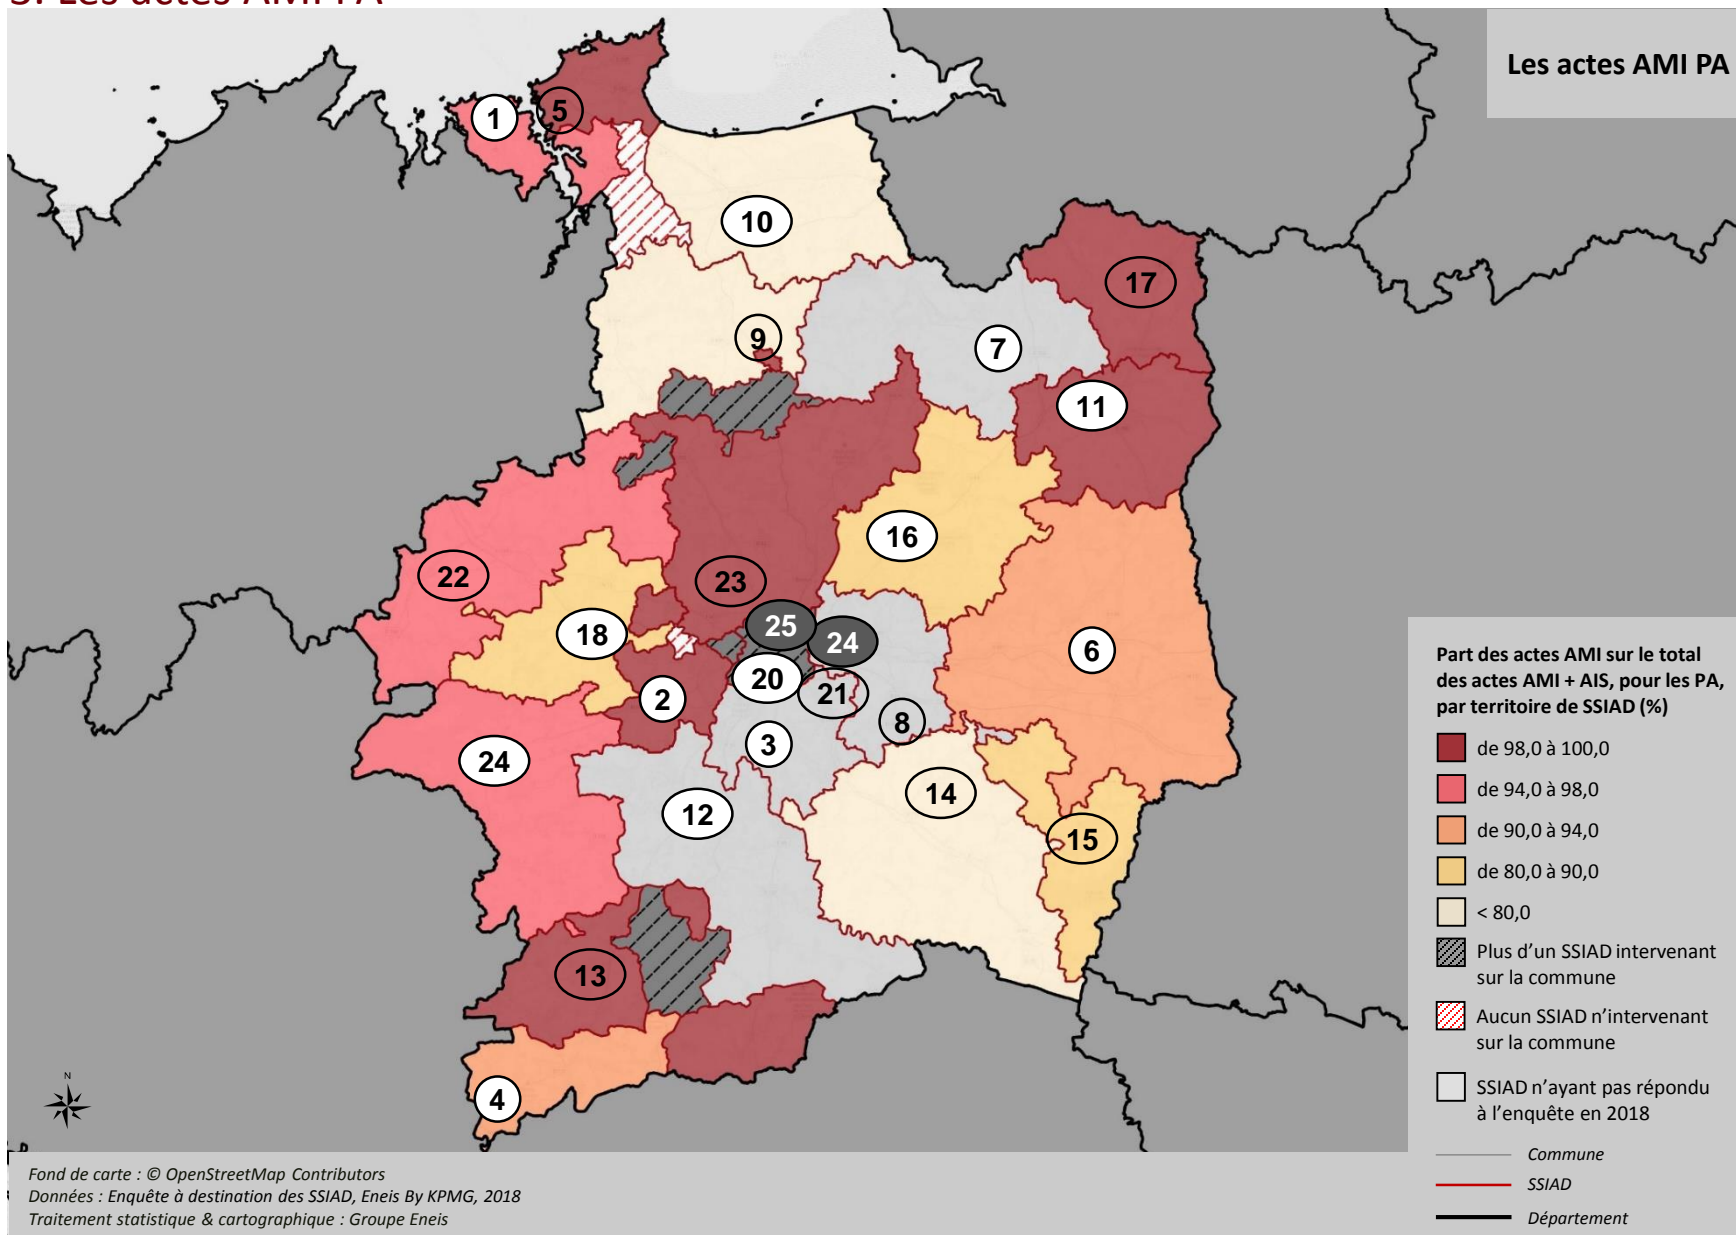 3. Les actes AMI PA
Les actes AMI PA
1
5
10
17
9
7
11
16
22
23
18
25
24
6
20
21
2
8
3
24
14
12
15
13
4
N
Part des actes AMI sur le total
des actes AMI + AIS, pour les PA,
par territoire de SSIAD (%)
de 98,0 à 100,0
de 94,0 à 98,0
de 90,0 à 94,0
de 80,0 à 90,0
< 80,0
Plus d’un SSIAD intervenant
sur la commune
Aucun SSIAD n’intervenant
sur la commune
SSIAD n’ayant pas répondu
à l’enquête en 2018
Commune
SSIAD
Département
Fond de carte : © OpenStreetMap Contributors
Données : Enquête à destination des SSIAD, Eneis By KPMG, 2018
Traitement statistique & cartographique : Groupe Eneis